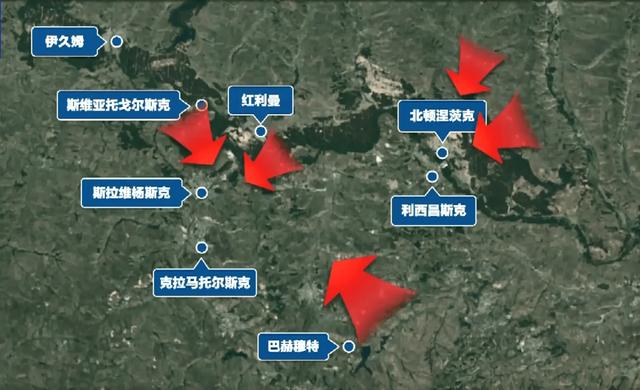 伊久姆
斯维亚托戈尔斯克
红利曼
北顿涅茨克
斯拉维杨斯克
利西昌斯克
克拉马托尔斯克
巴赫穆特